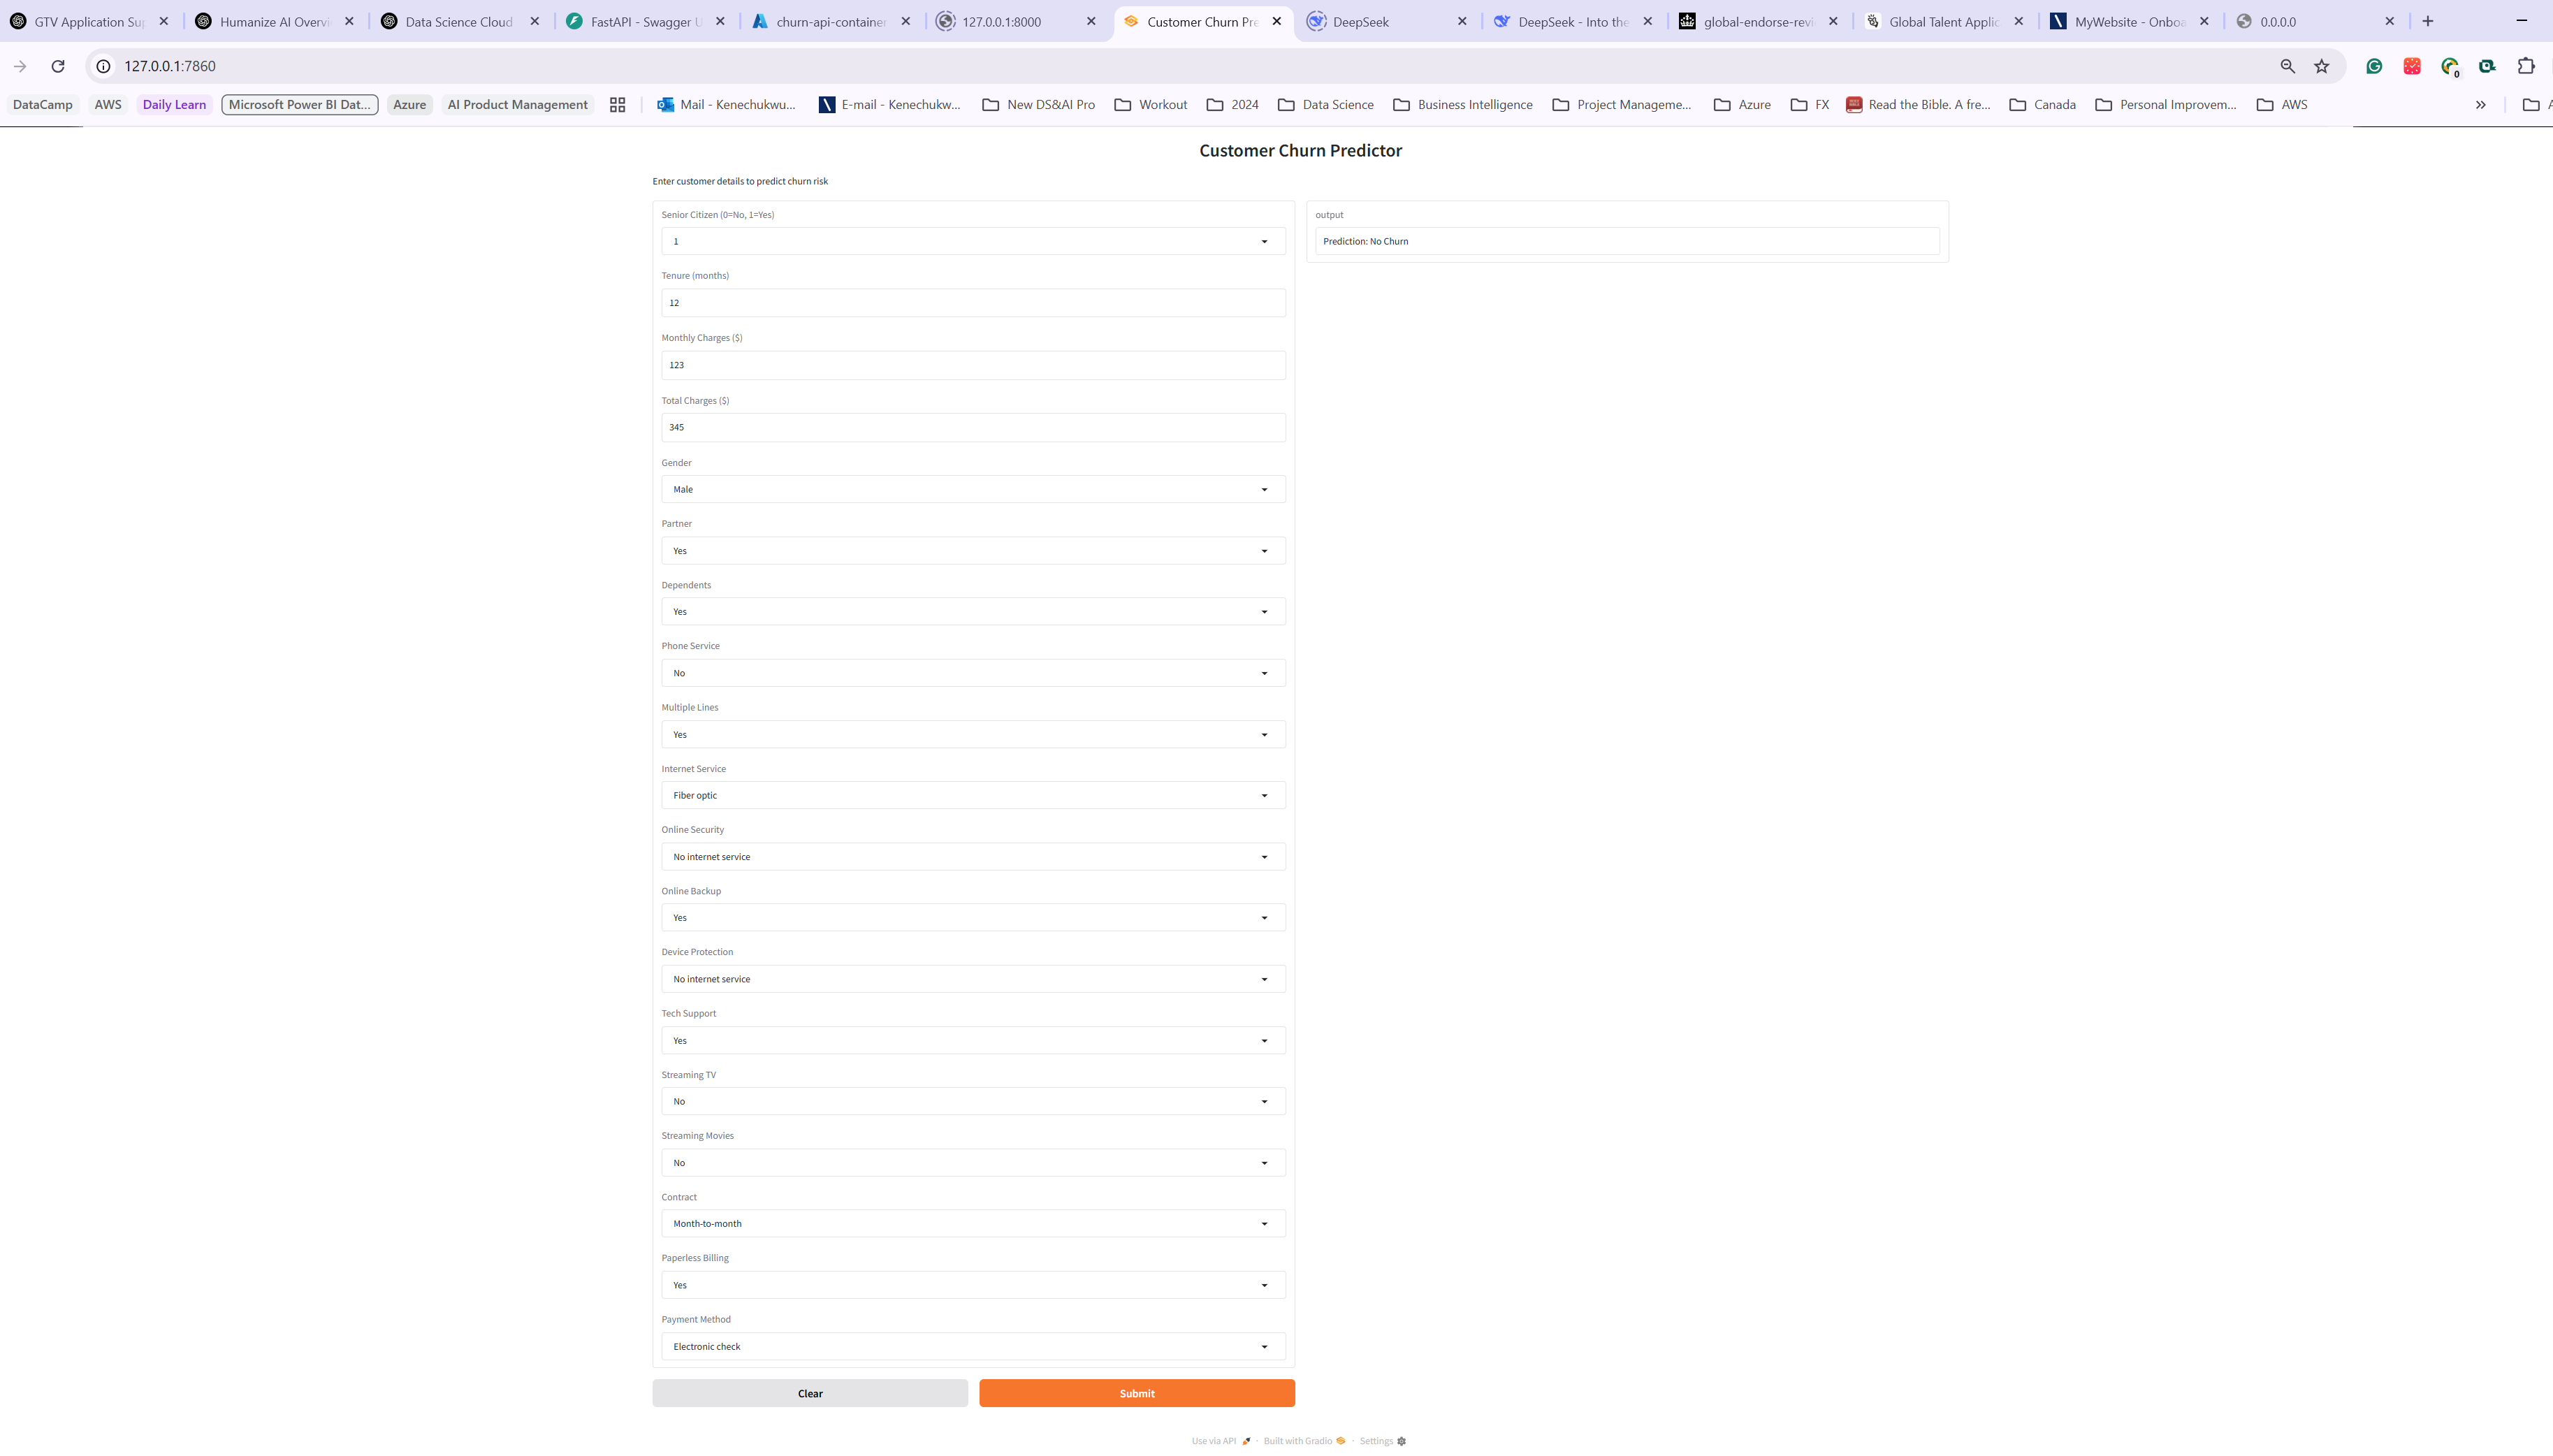 GTV Application Sup
Humanize AI Overvi
Data Science Cloud
FastAPI - Swagger U
churn-api-container
127.0.0.1:8000
Customer Churn Pre
DeepSeek
DeepSeek - Into the
global-endorse-revi
Global Talent Applic
MyWebsite - Onboa
0.0.0.0
127.0.0.1:7860
0
DataCamp
AWS
Daily Learn
Microsoft Power BI Dat...
Azure
AI Product Management
Mail - Kenechukwu...
E-mail - Kenechukw...
New DS&AI Pro
Workout
2024
Data Science
Business Intelligence
Project Manageme...
Azure
FX
Read the Bible. A fre...
Canada
Personal Improvem...
AWS
Customer Churn Predictor
Enter customer details to predict churn risk
Senior Citizen (0=No, 1=Yes)
1
Tenure (months)
12
Monthly Charges ($)
123
Total Charges ($)
345
Gender
Male
Partner
Yes
Dependents
Yes
Phone Service
No
Multiple Lines
Yes
Internet Service
Fiber optic
Online Security
No internet service
Online Backup
Yes
Device Protection
No internet service
Tech Support
Yes
Streaming TV
No
Streaming Movies
No
Contract
Month-to-month
Paperless Billing
Yes
Payment Method
Electronic check
Clear
Submit
output
Prediction: No Churn
Use via API · Built with Gradio · Settings